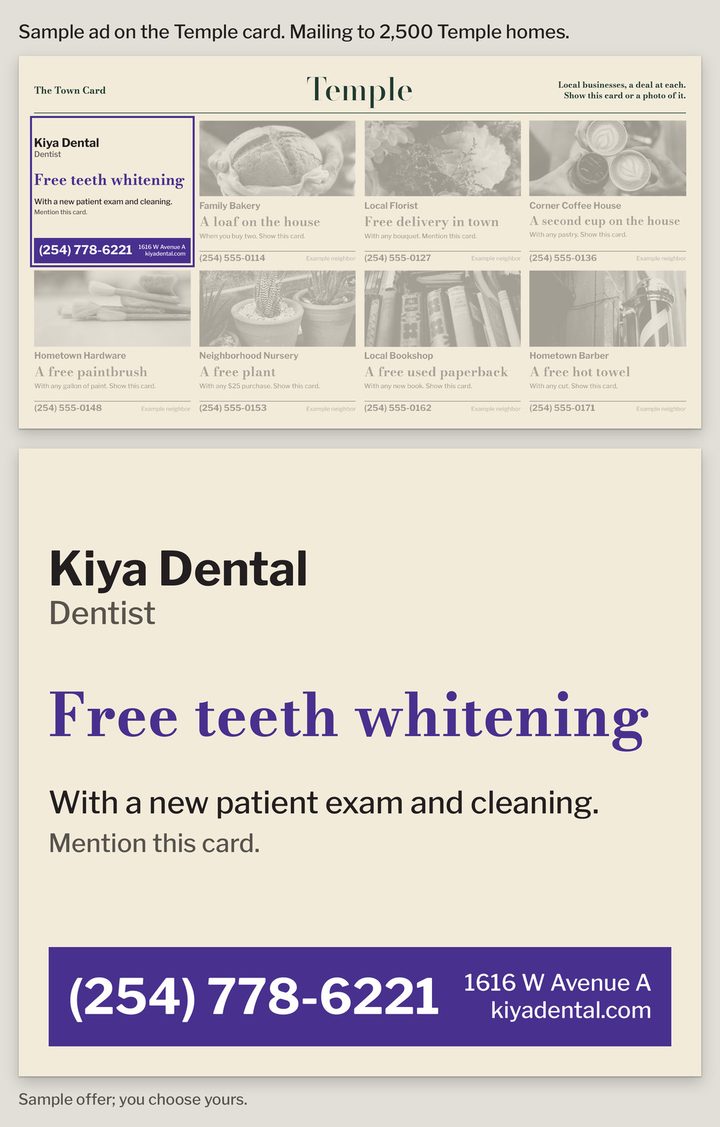 Sample ad on the Temple card. Mailing to 2,500 Temple homes.
The Town Card
Temple
Local businesses, a deal at each.
Show this card or a photo of it.
Kiya Dental
Dentist
Free teeth whitening
With a new patient exam and cleaning.
Mention this card.
(254) 778-6221
1616 W Avenue A
kiyadental.com
Family Bakery
A loaf on the house
When you buy two. Show this card.
(254) 555-0114
Example neighbor
Local Florist
Free delivery in town
With any bouquet. Mention this card.
(254) 555-0127
Example neighbor
Corner Coffee House
A second cup on the house
With any pastry. Show this card.
(254) 555-0136
Example neighbor
Hometown Hardware
A free paintbrush
With any gallon of paint. Show this card.
(254) 555-0148
Example neighbor
Neighborhood Nursery
A free plant
With any $25 purchase. Show this card.
(254) 555-0153
Example neighbor
Local Bookshop
A free used paperback
With any new book. Show this card.
(254) 555-0162
Example neighbor
Hometown Barber
A free hot towel
With any cut. Show this card.
(254) 555-0171
Example neighbor
Kiya Dental
Dentist
Free teeth whitening
With a new patient exam and cleaning.
Mention this card.
(254) 778-6221
1616 W Avenue A
kiyadental.com
Sample offer; you choose yours.